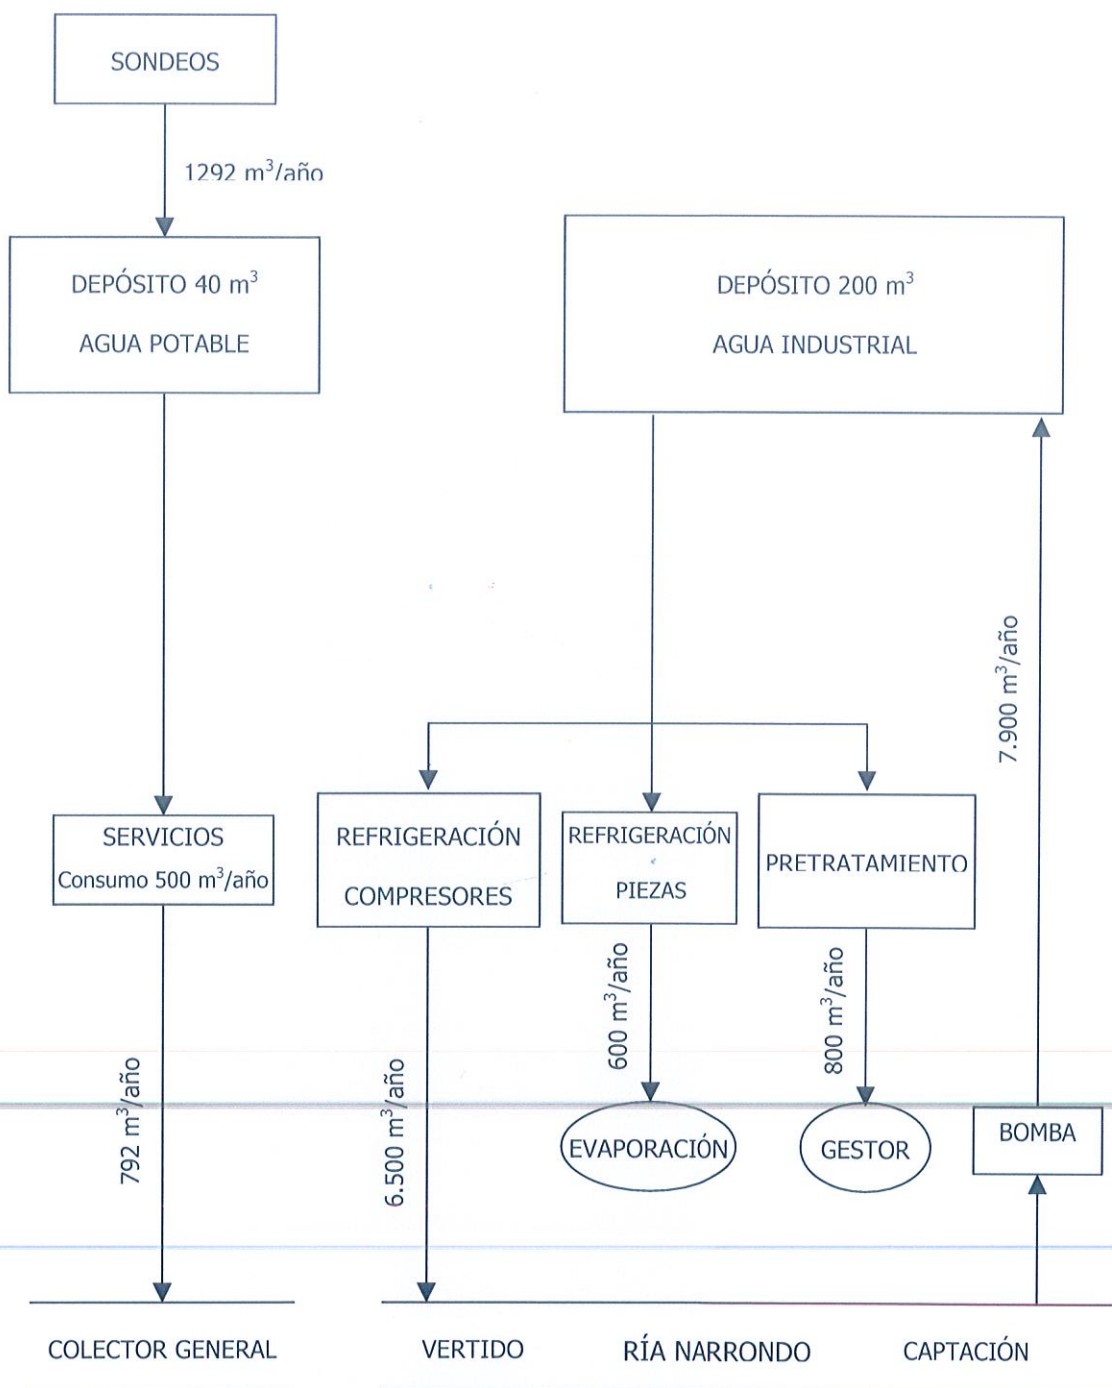 SONDEOS
1292 m³/año
DEPÓSITO 40 m³
AGUA POTABLE
DEPÓSITO 200 m³
AGUA INDUSTRIAL
7.900 m³/año
SERVICIOS
Consumo 500 m³/año
REFRIGERACIÓN
COMPRESORES
REFRIGERACIÓN
PIEZAS
PRETRATAMIENTO
792 m³/año
6.500 m³/año
600 m³/año
800 m³/año
EVAPORACIÓN
GESTOR
BOMBA
COLECTOR GENERAL
VERTIDO
RÍA NARRONDO
CAPTACIÓN